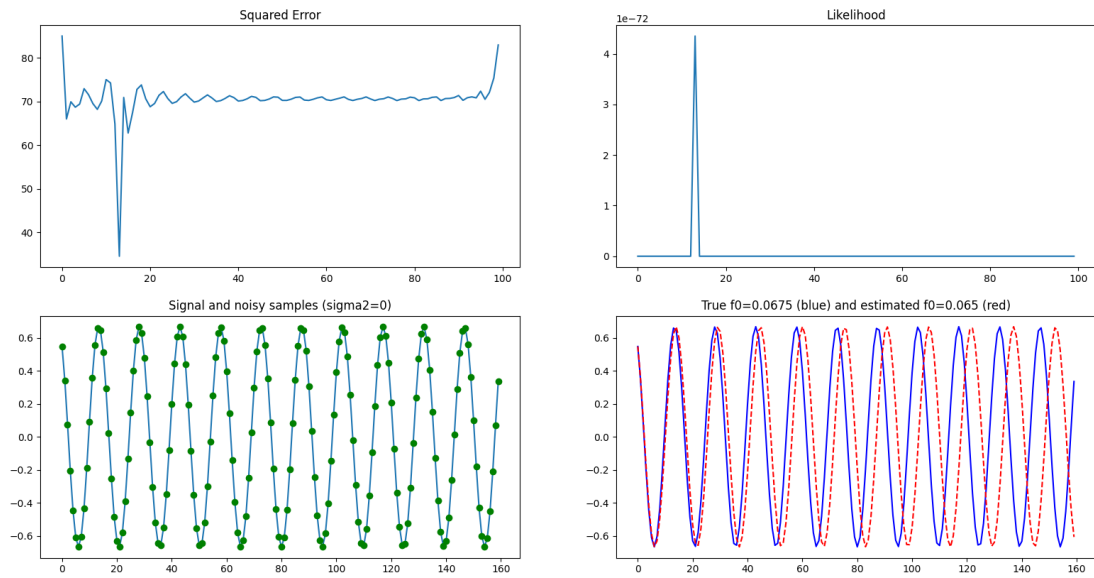 Squared Error
Likelihood
80
70
60
50
40
0 20 40 60 80 100
1e−72
4
3
2
1
0
0 20 40 60 80 100
Signal and noisy samples (sigma2=0)
True f0=0.0675 (blue) and estimated f0=0.065 (red)
0.6
0.4
0.2
0.0
−0.2
−0.4
−0.6
0 20 40 60 80 100 120 140 160
0.6
0.4
0.2
0.0
−0.2
−0.4
−0.6
0 20 40 60 80 100 120 140 160